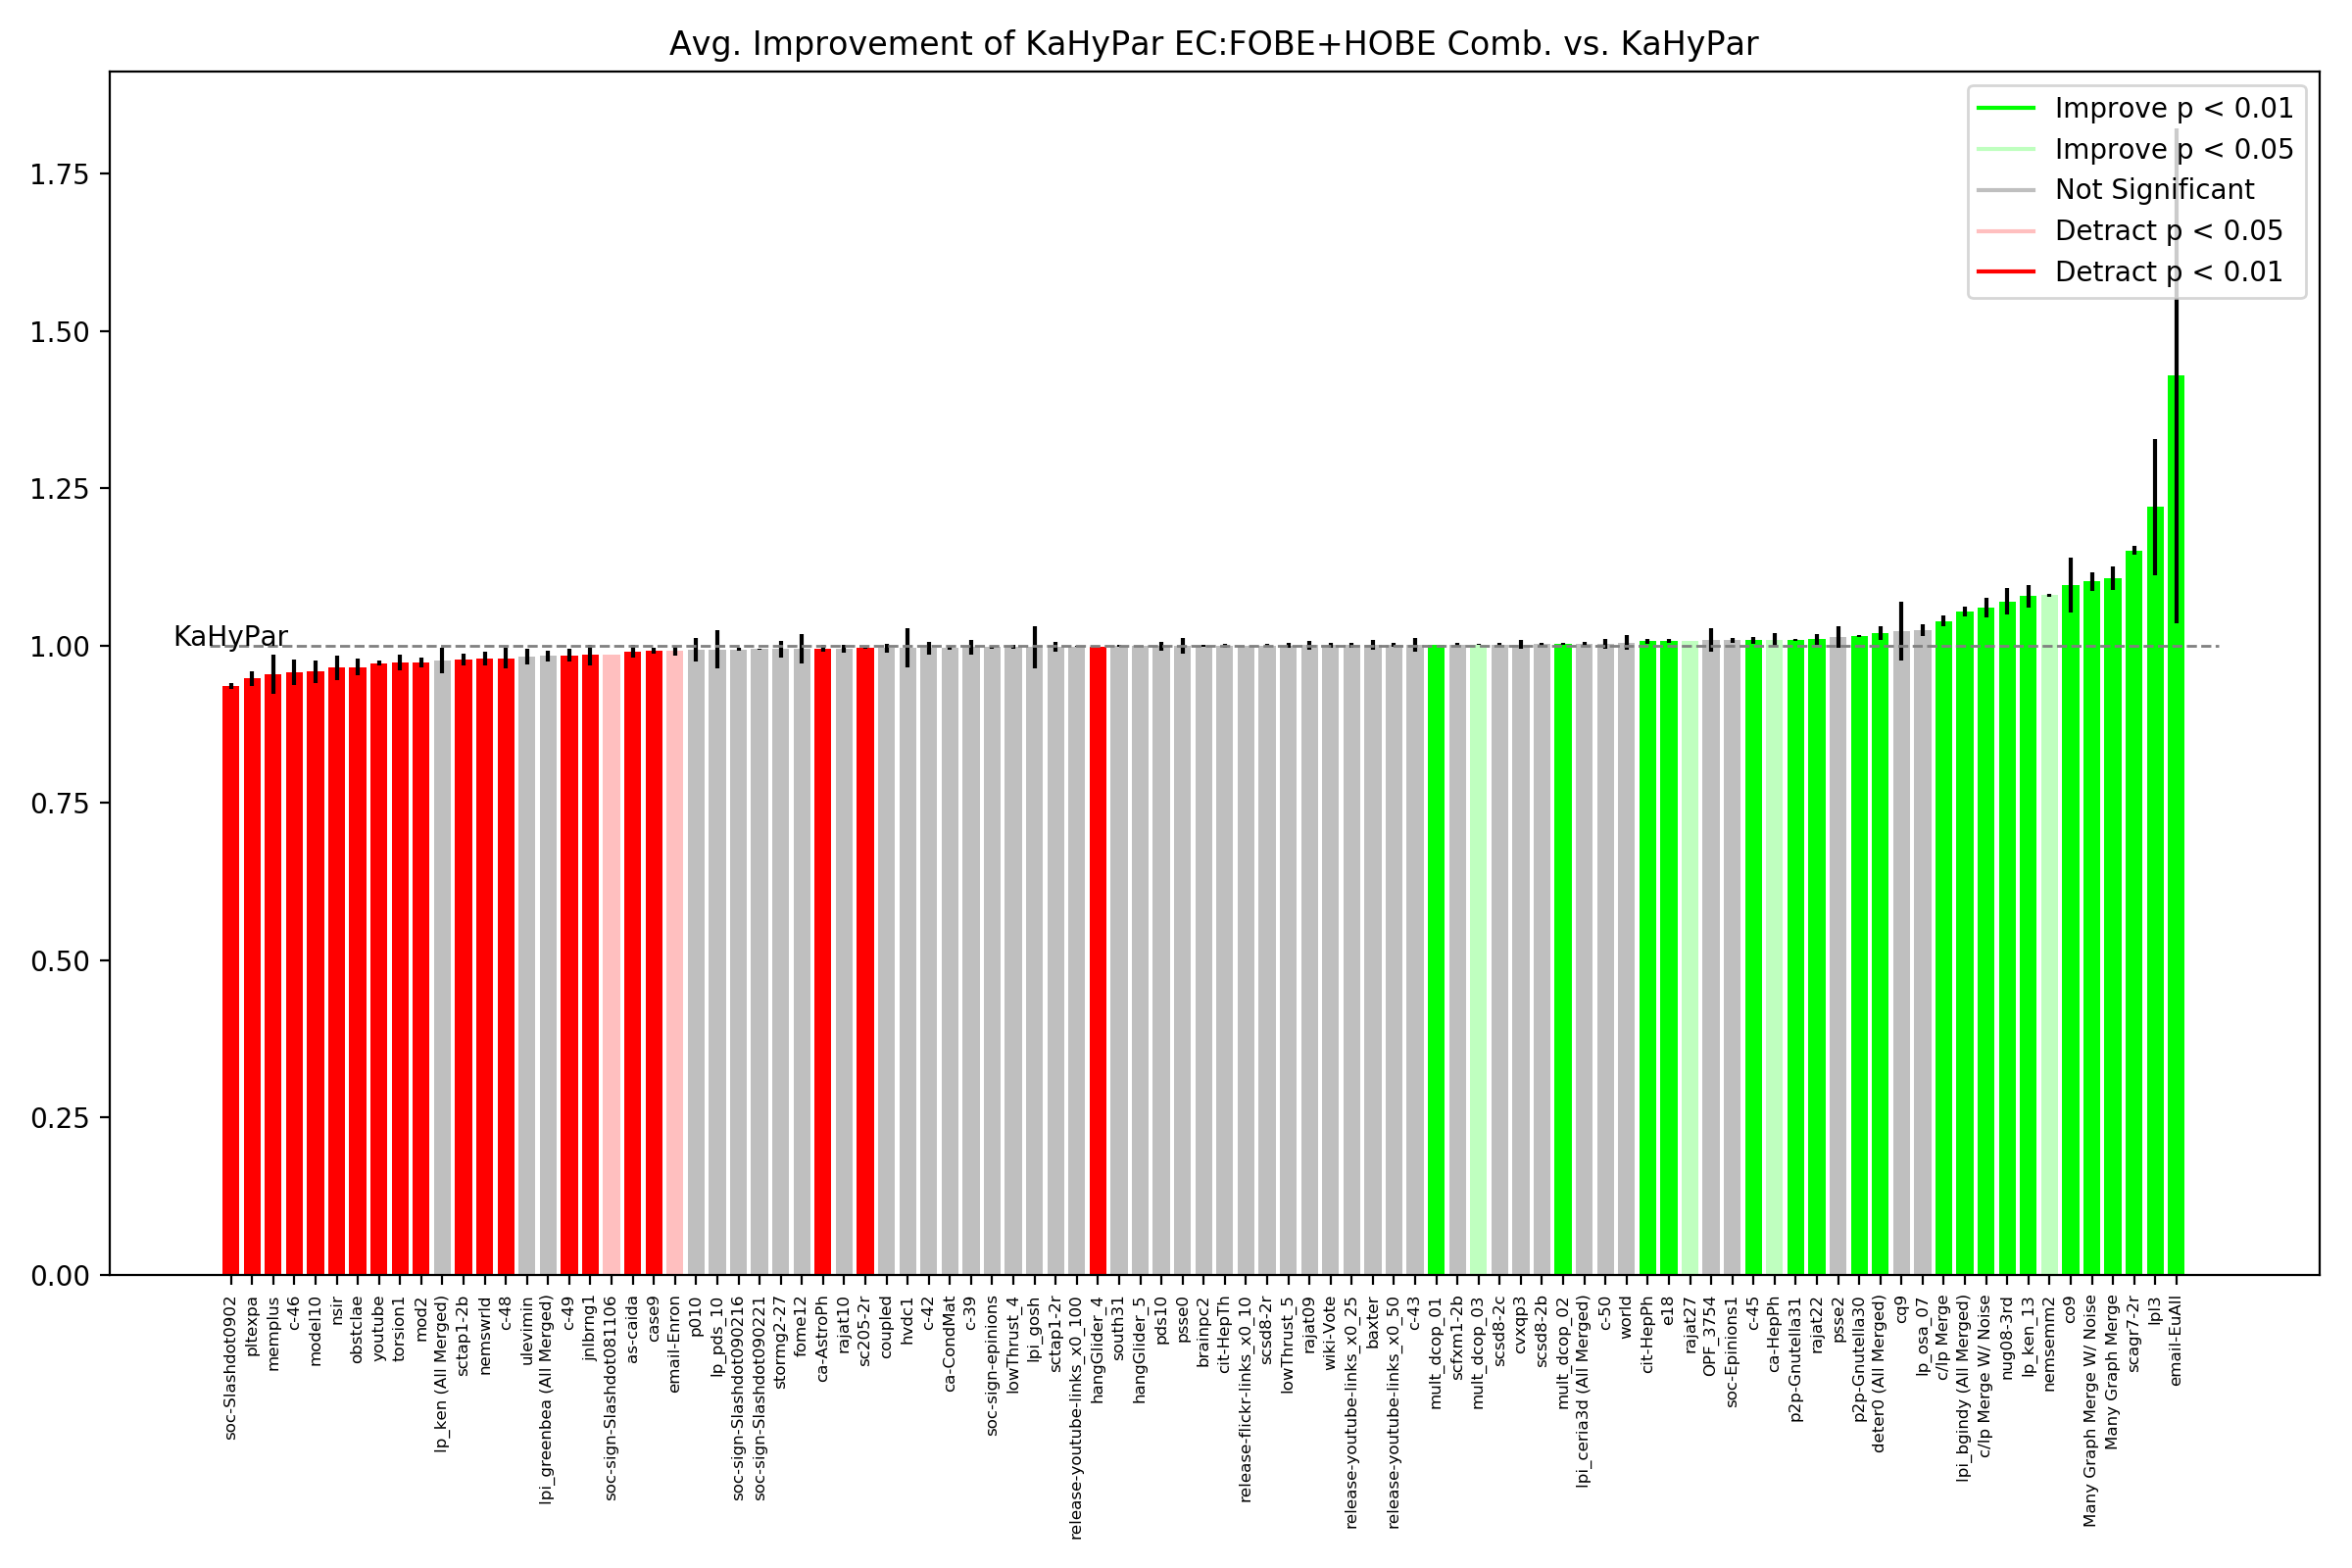 Avg. Improvement of KaHyPar EC:FOBE+HOBE Comb. vs. KaHyPar
Improve p < 0.01
Improve p < 0.05
Not Significant
Detract p < 0.05
Detract p < 0.01
1.75
1.50
1.25
1.00
0.75
0.50
0.25
0.00
KaHyPar
soc-Slashdot0902
pltexpa
memplus
c-46
model10
nsir
obstclae
youtube
torsion1
mod2
lp_ken (All Merged)
sctap1-2b
nemswrld
c-48
ulevimin
lpi_greenbea (All Merged)
c-49
jnlbrng1
soc-sign-Slashdot081106
as-caida
case9
email-Enron
p010
lp_pds_10
soc-sign-Slashdot090216
soc-sign-Slashdot090221
stormg2-27
fome12
ca-AstroPh
rajat10
sc205-2r
coupled
hvdc1
c-42
ca-CondMat
c-39
soc-sign-epinions
lowThrust_4
lpi_gosh
sctap1-2r
release-youtube-links_x0_100
hangGlider_4
south31
hangGlider_5
pds10
psse0
brainpc2
cit-HepTh
release-flickr-links_x0_10
scsd8-2r
lowThrust_5
rajat09
wiki-Vote
release-youtube-links_x0_25
baxter
release-youtube-links_x0_50
c-43
mult_dcop_01
scfxm1-2b
mult_dcop_03
scsd8-2c
cvxqp3
scsd8-2b
mult_dcop_02
lpi_ceria3d (All Merged)
c-50
world
cit-HepPh
e18
rajat27
OPF_3754
soc-Epinions1
c-45
ca-HepPh
p2p-Gnutella31
rajat22
psse2
p2p-Gnutella30
deter0 (All Merged)
cq9
lp_osa_07
c/lp Merge
lpi_bgindy (All Merged)
c/lp Merge W/ Noise
nug08-3rd
lp_ken_13
nemsemm2
co9
Many Graph Merge W/ Noise
Many Graph Merge
scagr7-2r
lpl3
email-EuAll